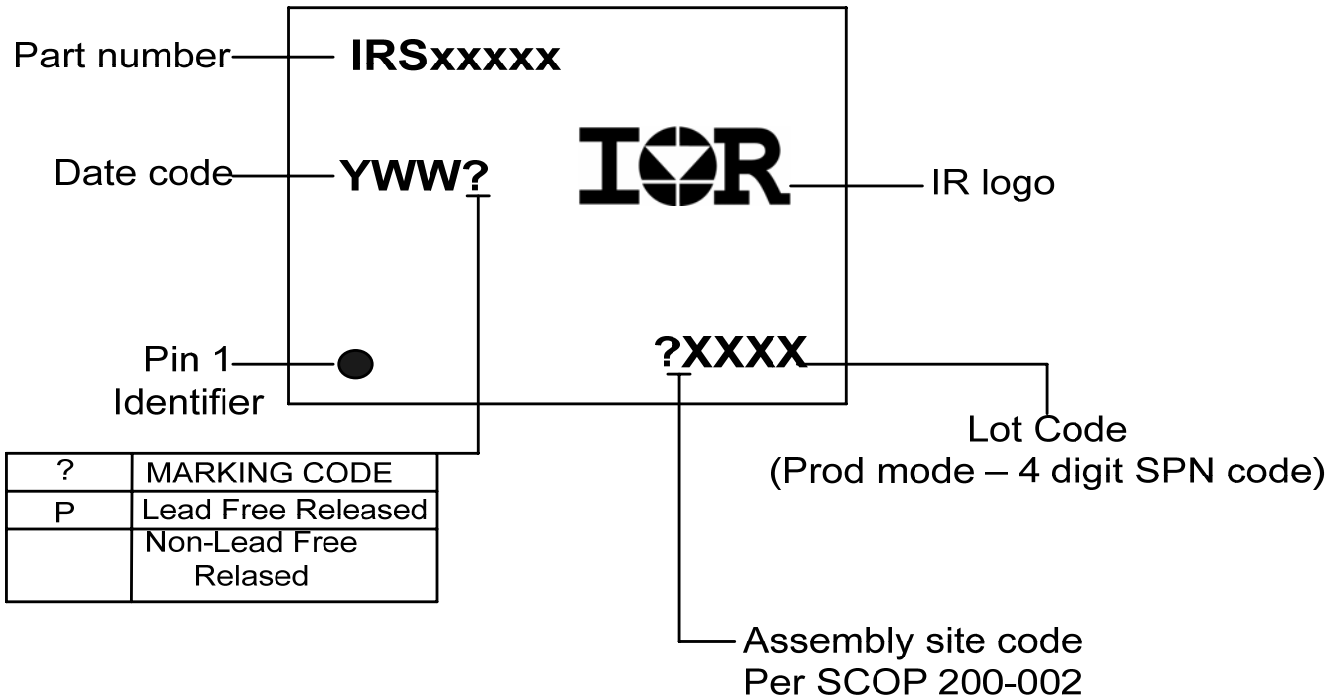 Part number
IRSxxxxx
Date code
YWW?
IOR
IR logo
Pin 1
Identifier
?XXXX
Lot Code
(Prod mode – 4 digit SPN code)
? MARKING CODE
P Lead Free Released
Non-Lead Free
Relased
Assembly site code
Per SCOP 200-002